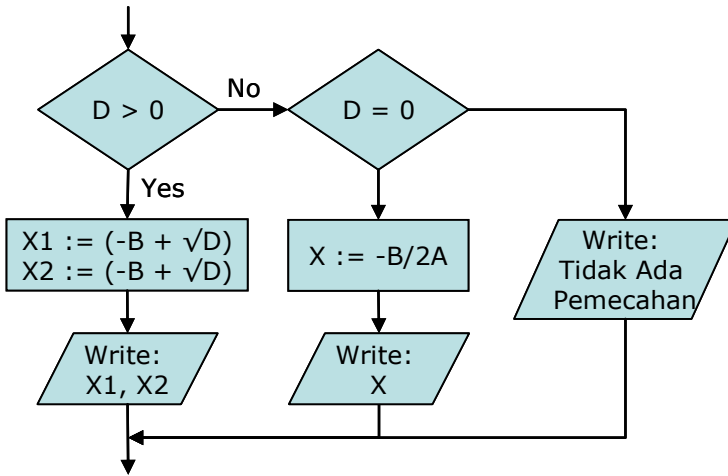 D > 0
No
D = 0
Yes
X1 := (-B + √D)
X2 := (-B + √D)
X := -B/2A
Write:
Tidak Ada
Pemecahan
Write:
X1, X2
Write:
X